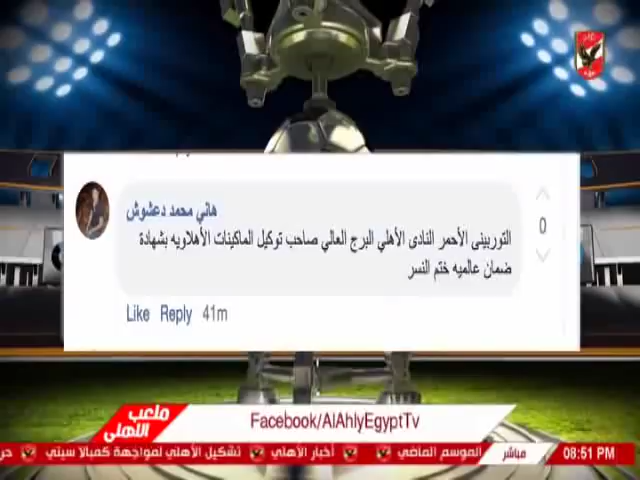 هاني محمد دعشوش
التوربينى الأحمر النادى الأهلي البرج العالي صاحب توكيل الماكينات الأهلاويه بشهادة
ضمان عالميه ختم النسر
0
Like Reply 41m
ملعب
الأهلى
Facebook/AlAhlyEgyptTv
08:51 PM
مباشر
الموسم الماضي
أخبار الأهلي
تشكيل الأهلي لمواجهة كمبالا سيتي